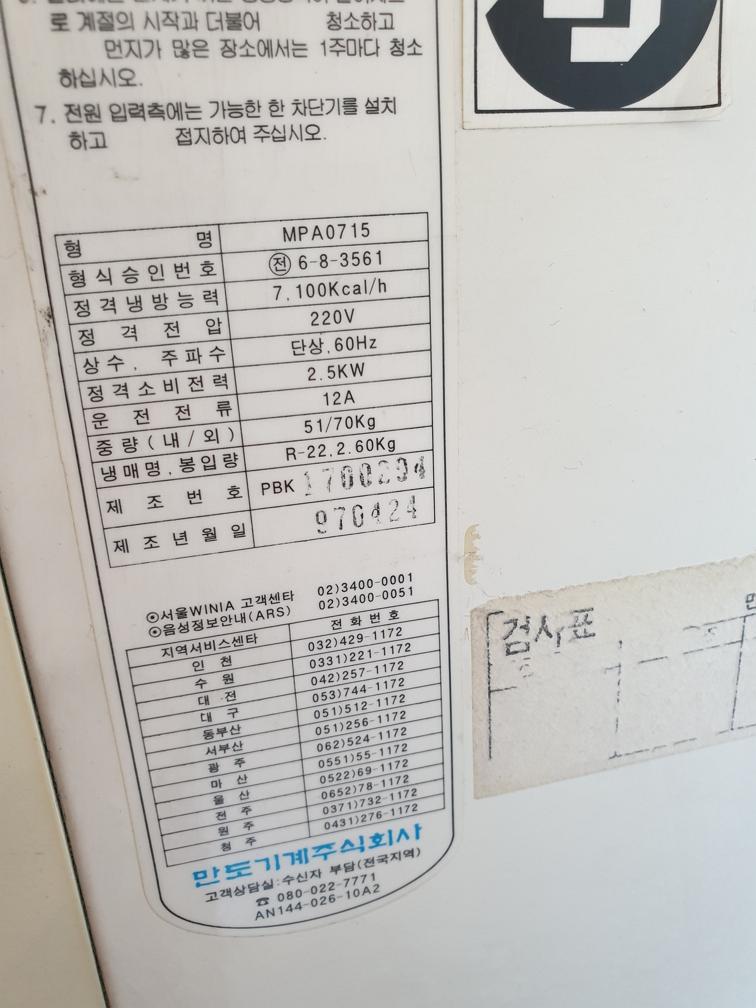 로 계절의 시작과 더불어 청소하고
먼지가 많은 장소에서는 1주마다 청소
하십시오.
7. 전원 입력측에는 가능한 한 차단기를 설치
하고 접지하여 주십시오.
형 명 MPA0715
형식승인번호 전 6-8-3561
정격냉방능력 7,100Kcal/h
정격전압 220V
상수, 주파수 단상,60Hz
정격소비전력 2.5KW
운전전류 12A
중량(내/외) 51/70Kg
냉매명,봉입량 R-22,2.60Kg
제조번호 PBK 1700294
제조년월일 970424
⊙서울WINIA 고객센타 02)3400-0001
⊙음성정보안내(ARS) 02)3400-0051
지역서비스센타 전화번호
인천 032)429-1172
수원 0331)221-1172
대전 042)257-1172
대구 053)744-1172
동부산 051)512-1172
서부산 051)256-1172
광주 062)524-1172
마산 0551)55-1172
울산 0522)69-1172
전주 0652)78-1172
원주 0371)732-1172
청주 0431)276-1172
만도기계주식회사
고객상담실:수신자 부담(전국지역)
☎ 080-022-7771
AN144-026-10A2
검사표